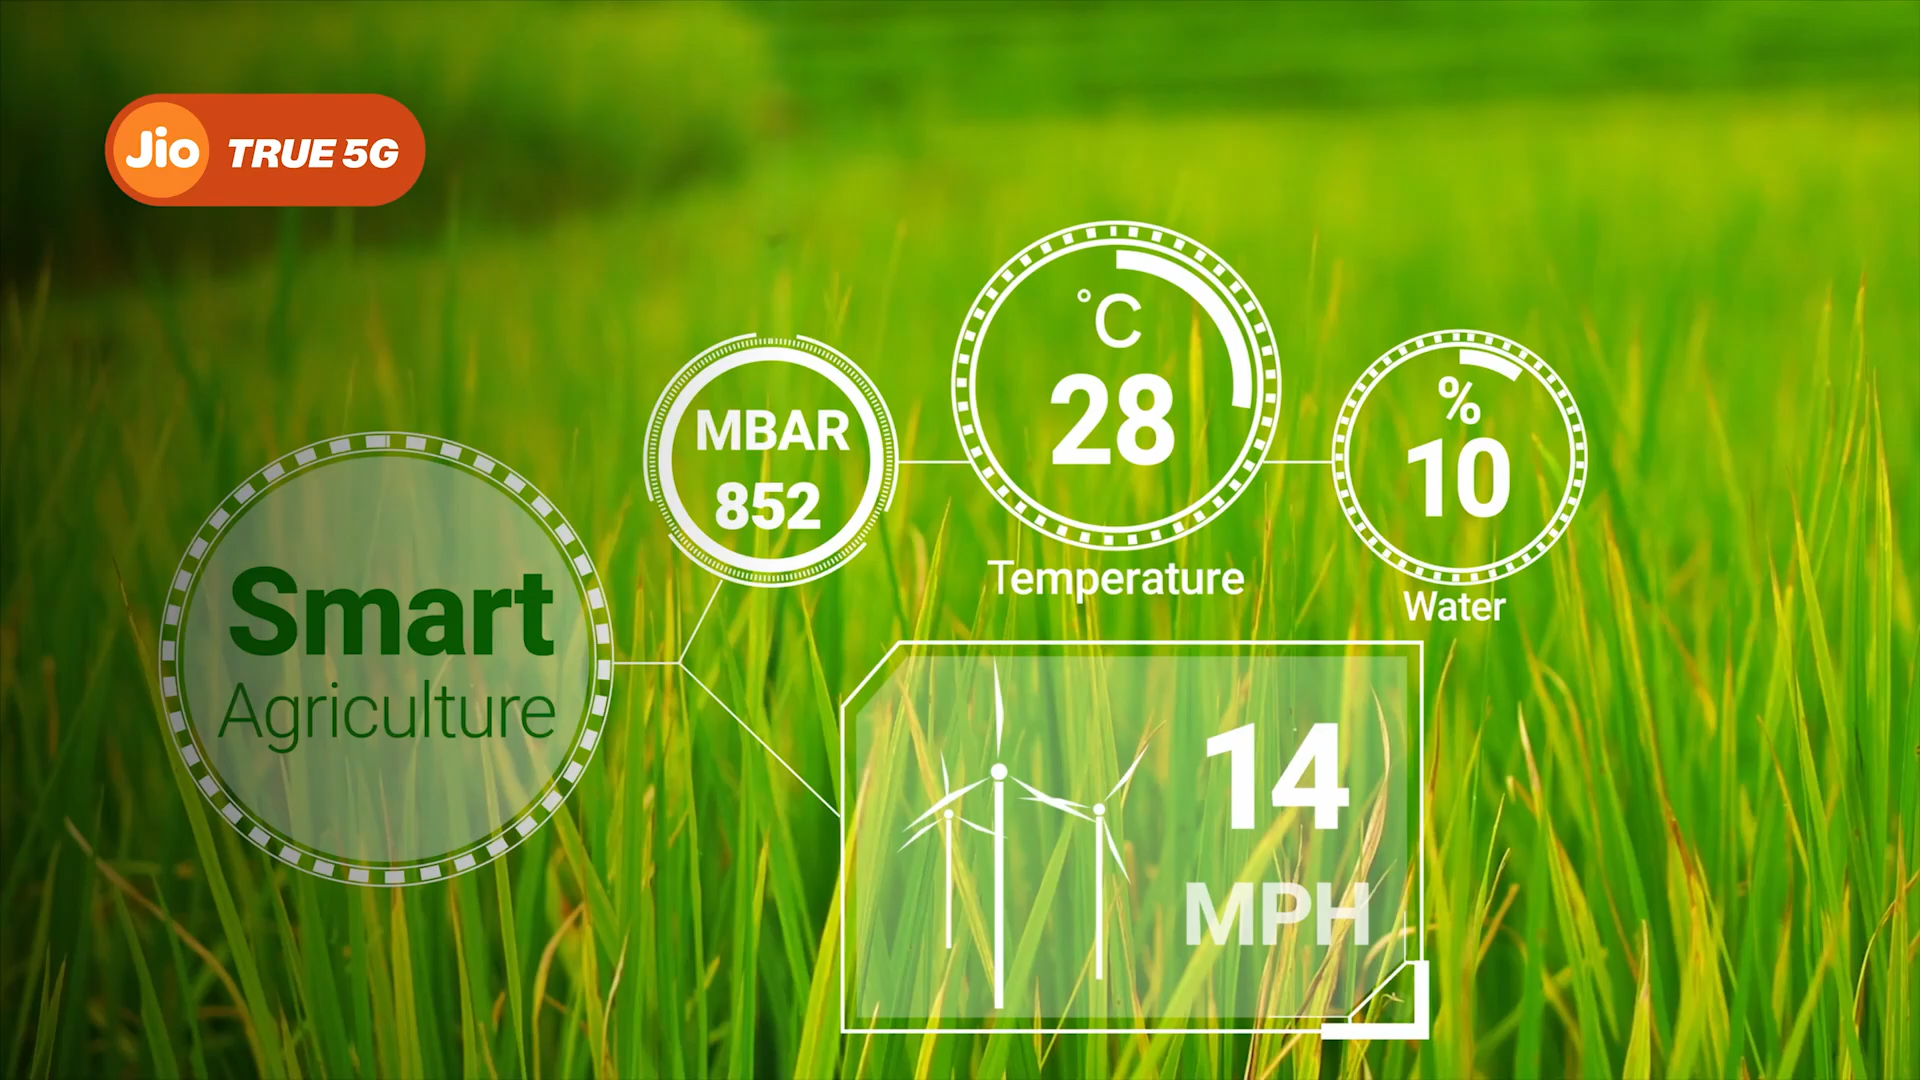 Jio TRUE 5G
Smart
Agriculture
MBAR
852
°C
28
Temperature
%
10
Water
14
MPH